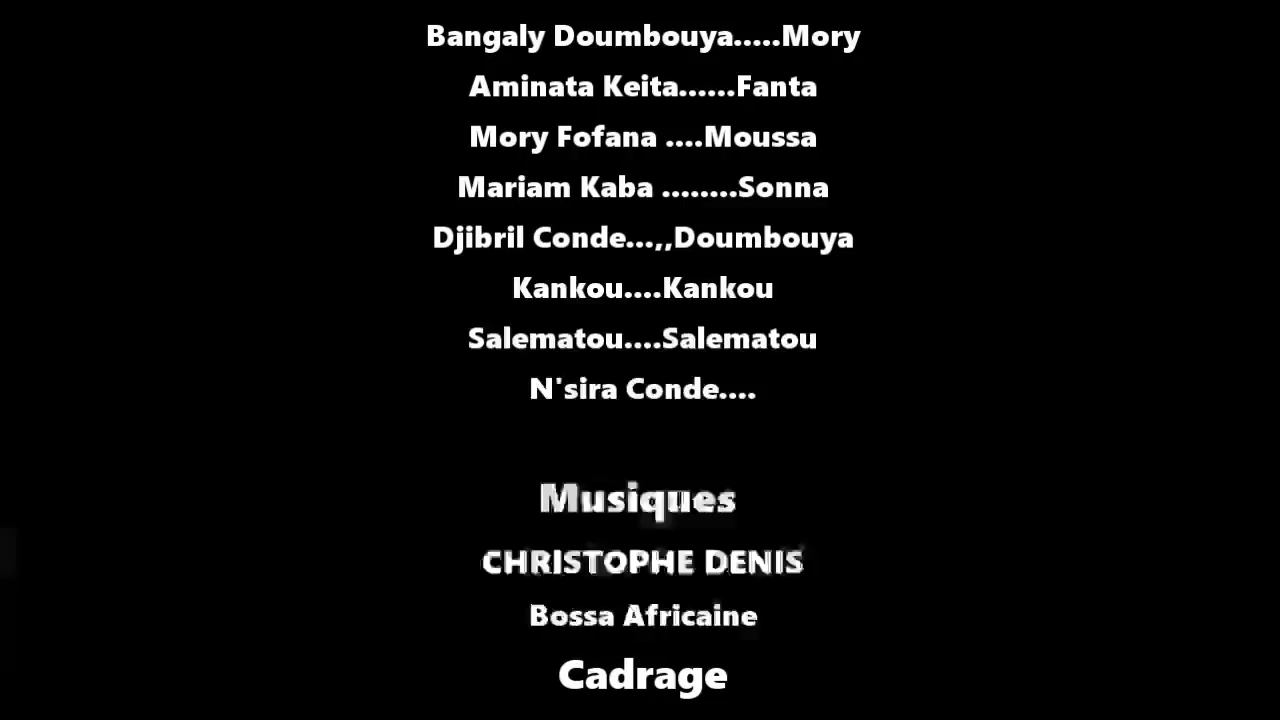 Bangaly Doumbouya.....Mory
Aminata Keita......Fanta
Mory Fofana ....Moussa
Mariam Kaba ........Sonna
Djibril Conde...,,Doumbouya
Kankou....Kankou
Salematou....Salematou
N'sira Conde....
Musiques
CHRISTOPHE DENIS
Bossa Africaine
Cadrage